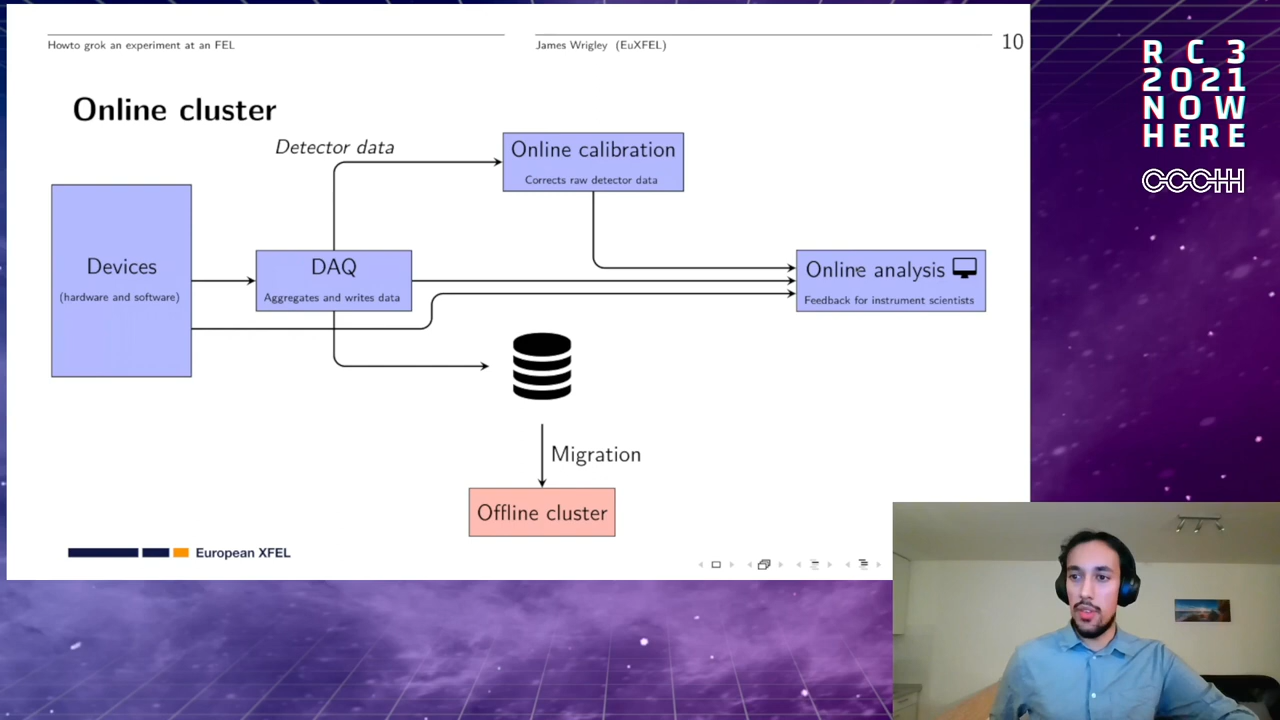 Howto grok an experiment at an FEL
James Wrigley (EuXFEL)
10
Online cluster
Detector data
Online calibration
Corrects raw detector data
Devices
(hardware and software)
DAQ
Aggregates and writes data
Online analysis
Feedback for instrument scientists
Migration
Offline cluster
European XFEL
R C 3
2021
NOW
HERE
CCCHH